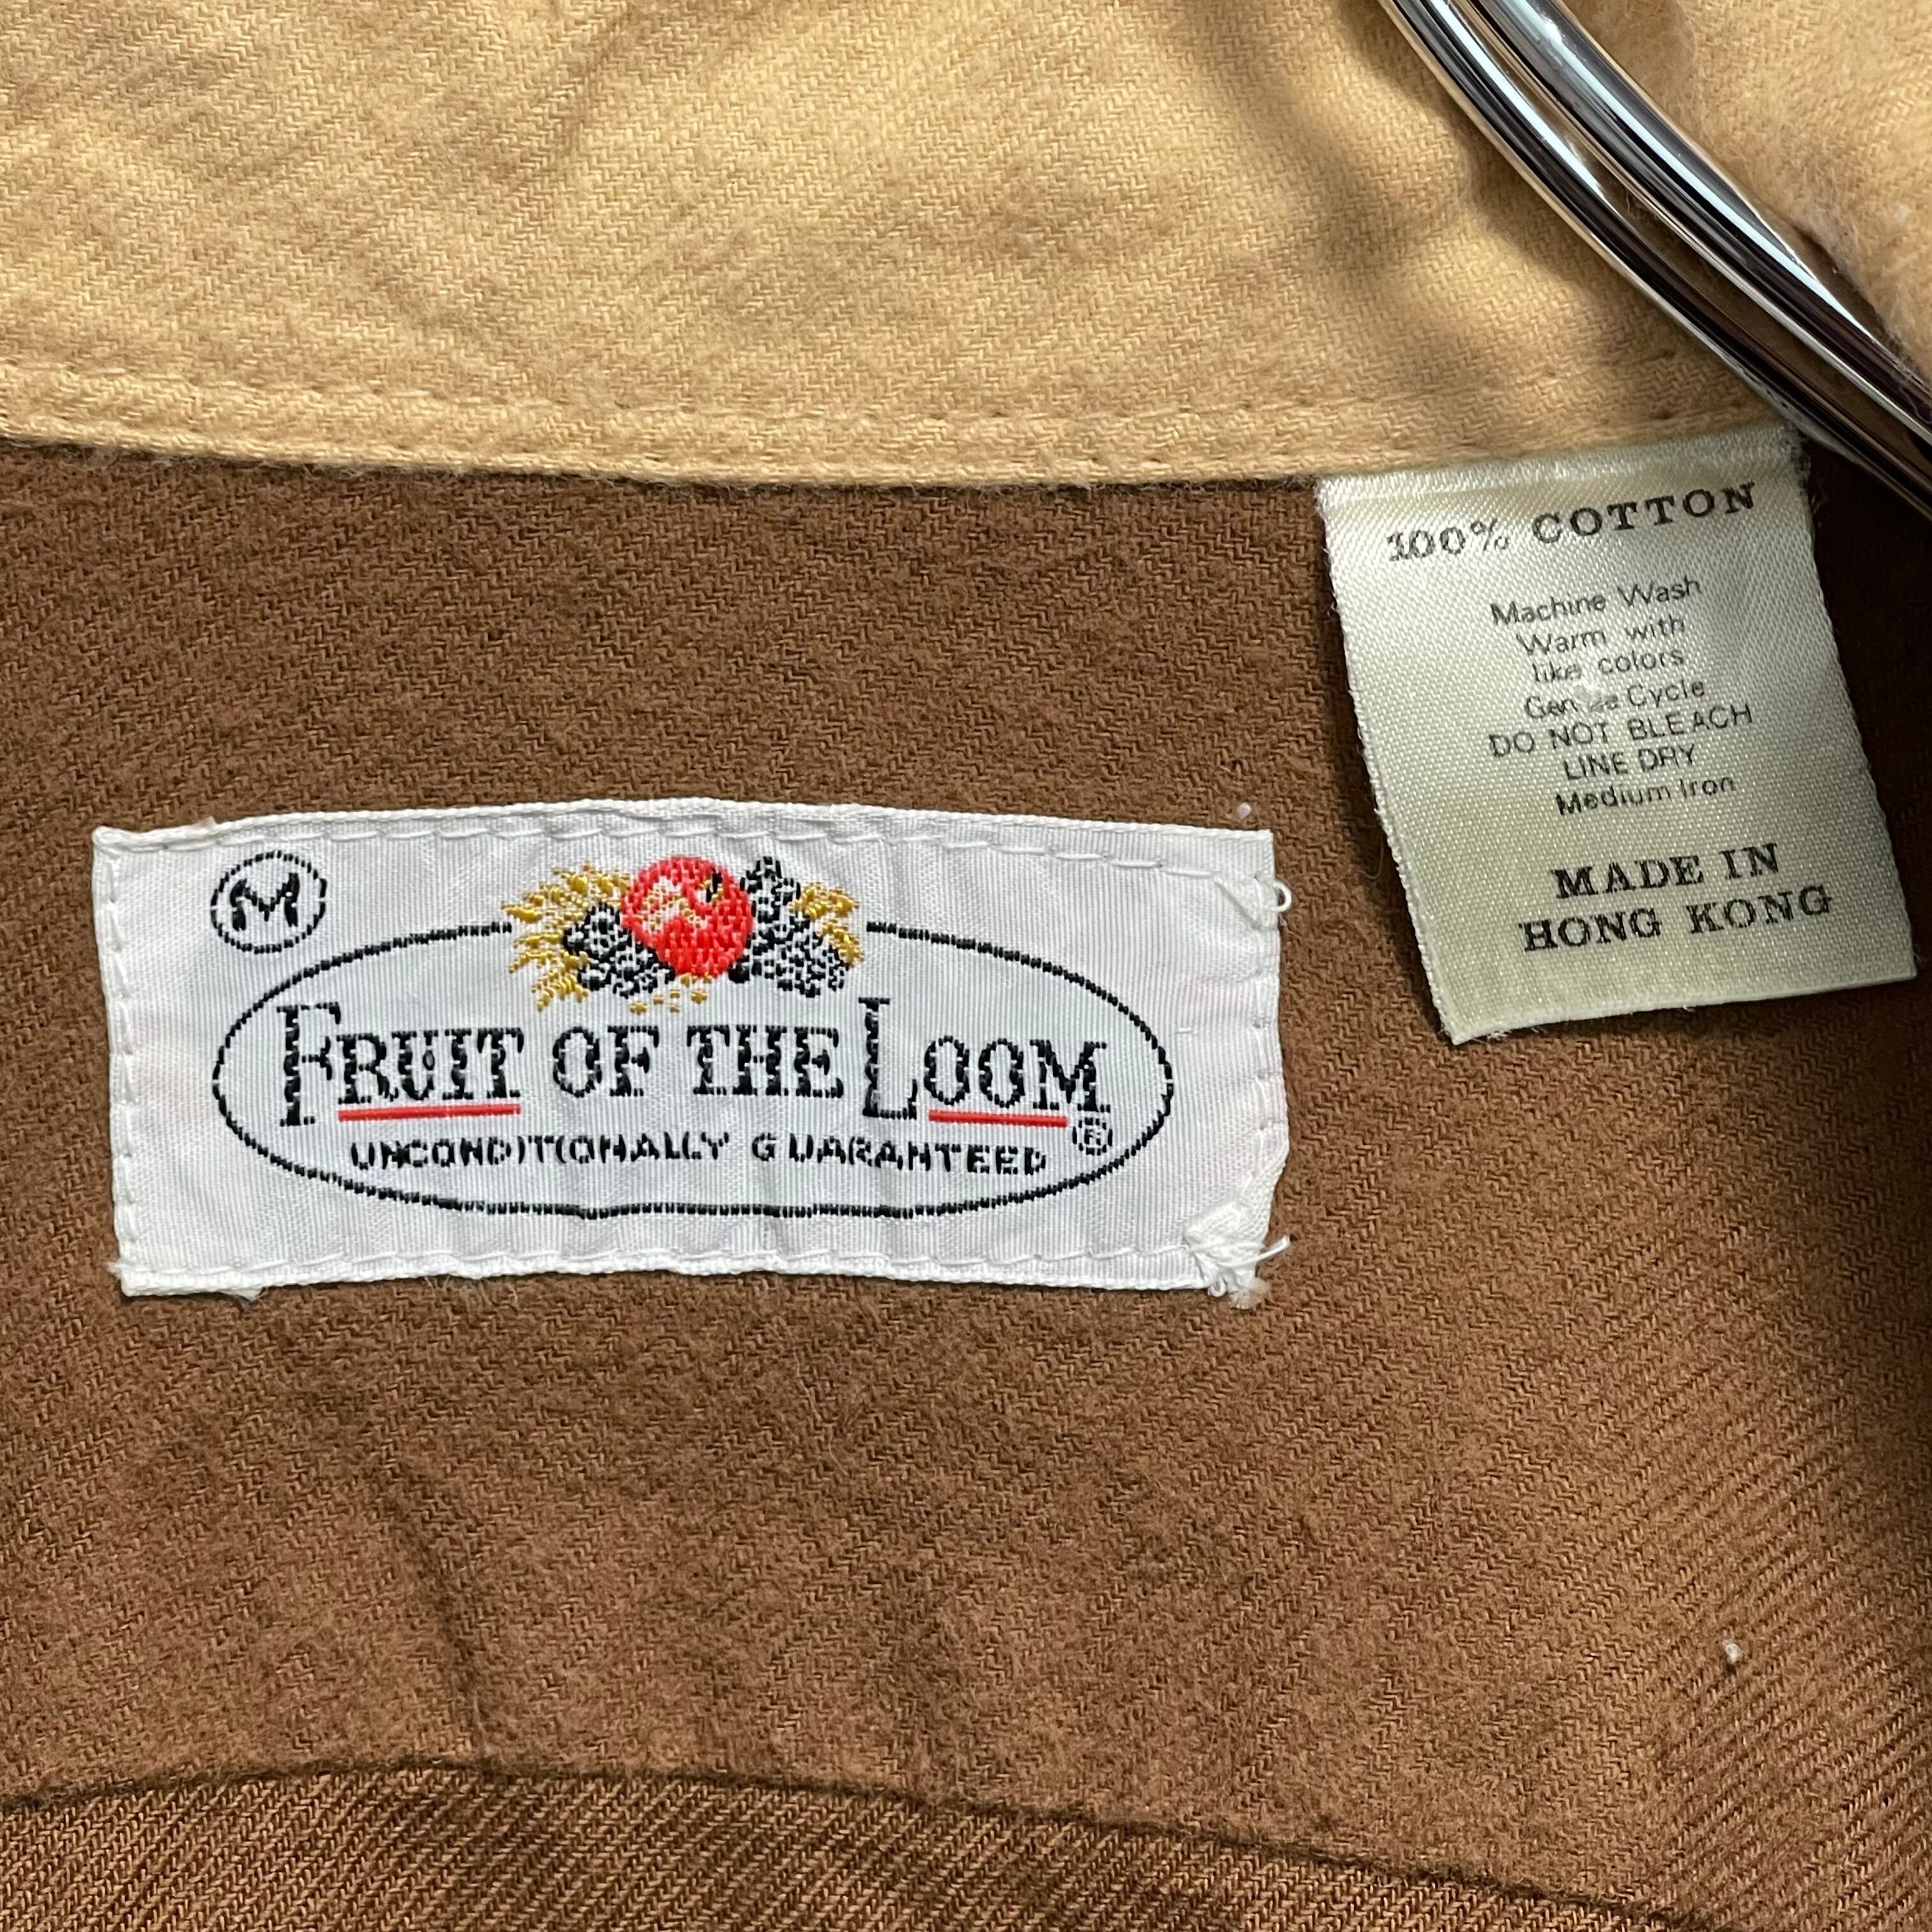 100% COTTON
Machine Wash
Warm with
like colors
Gentle Cycle
DO NOT BLEACH
LINE DRY
Medium Iron
MADE IN
HONG KONG
M
FRUIT OF THE LOOM ®
UNCONDITIONALLY GUARANTEED